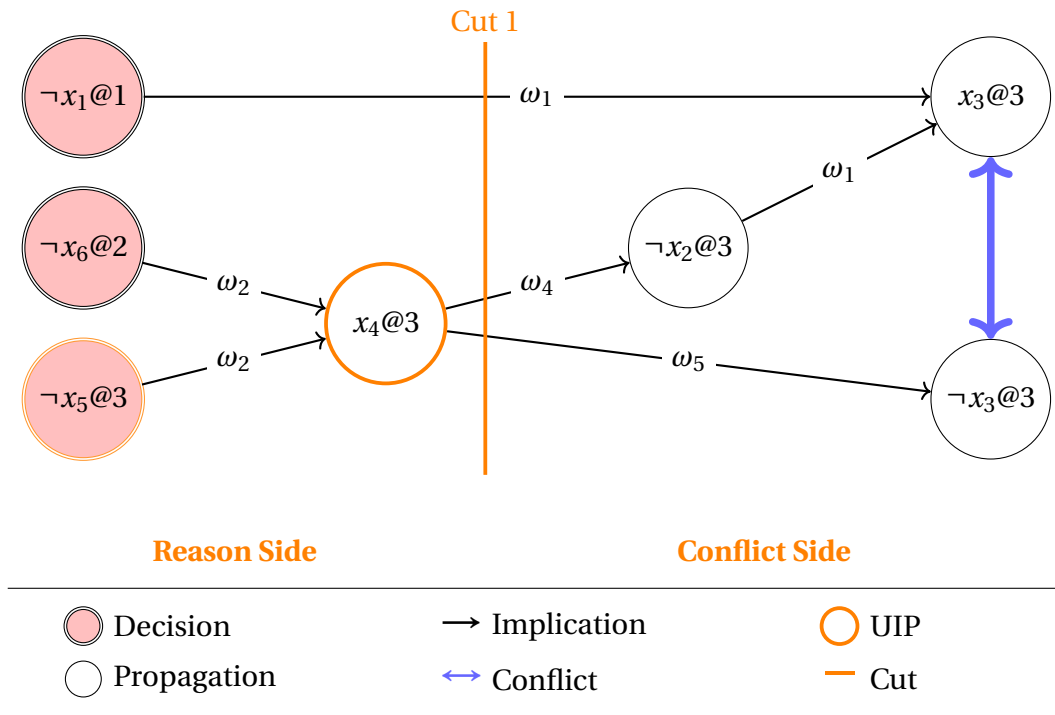 Cut 1
¬x₁@1
ω₁
x₃@3
ω₁
¬x₆@2
¬x₂@3
ω₂
ω₄
x₄@3
ω₂
ω₅
¬x₅@3
¬x₃@3
Reason Side
Conflict Side
Decision
Implication
UIP
Propagation
Conflict
Cut